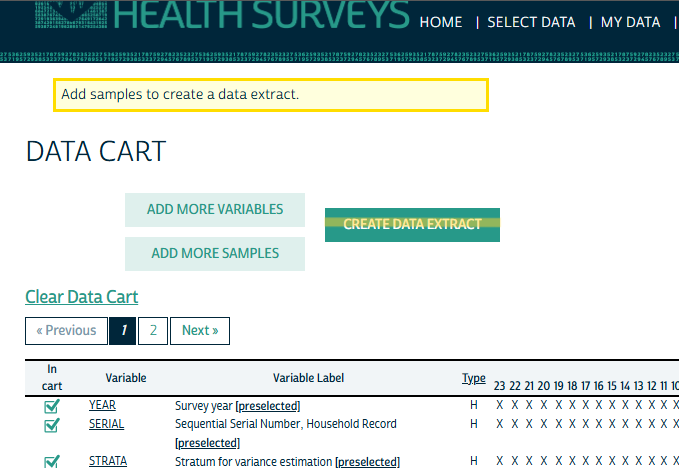 HEALTH SURVEYS
HOME | SELECT DATA | MY DATA |
Add samples to create a data extract.
DATA CART
ADD MORE VARIABLES
CREATE DATA EXTRACT
ADD MORE SAMPLES
Clear Data Cart
« Previous 1 2 Next »
In cart Variable Variable Label Type 23 22 21 20 19 18 17 16 15 14 13 12 11 10
YEAR Survey year [preselected] H X X X X X X X X X X X X X X
SERIAL Sequential Serial Number, Household Record H X X X X X X X X X X X X X X
[preselected]
STRATA Stratum for variance estimation [preselected] H X X X X X X X X X X X X X X